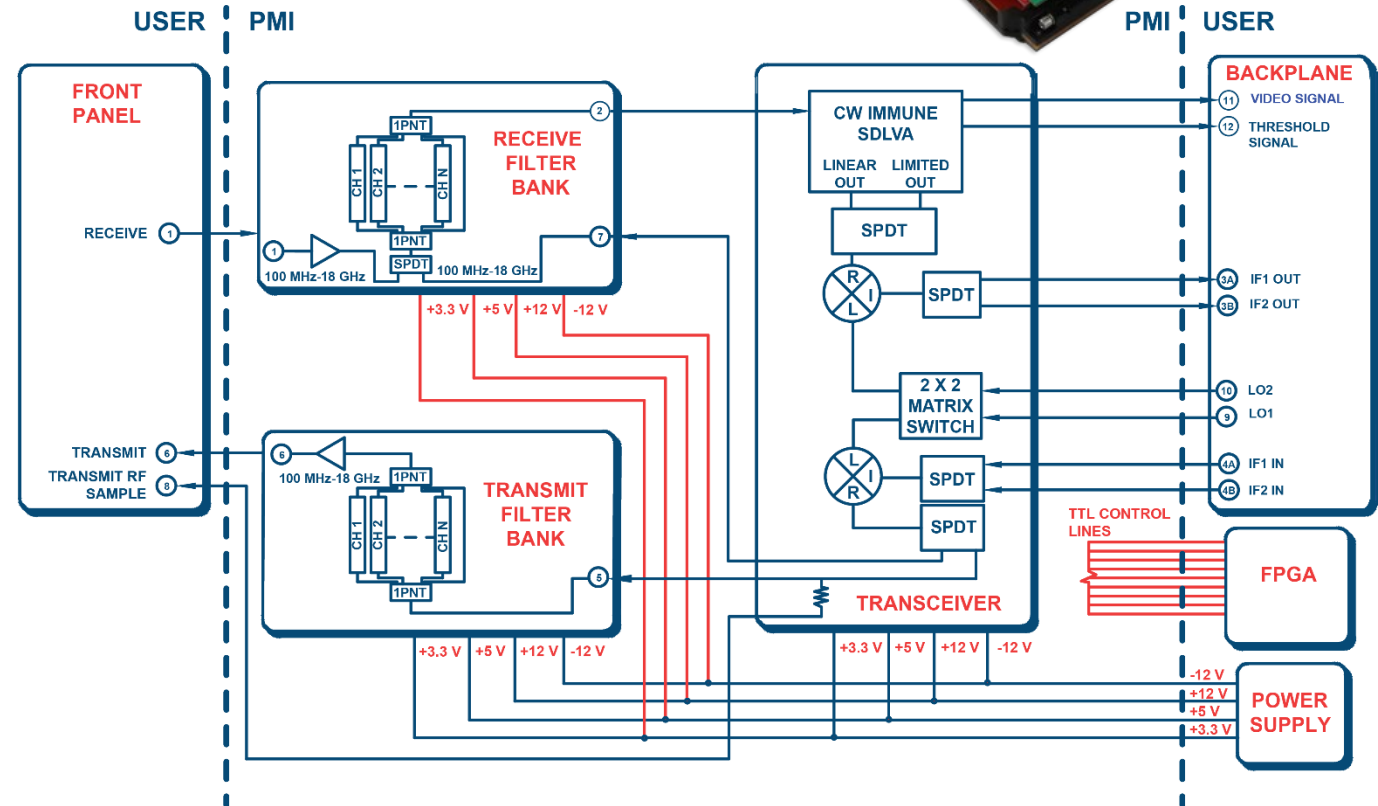 USER
PMI
PMI
USER
FRONT
PANEL
RECEIVE
1
TRANSMIT
6
TRANSMIT RF
SAMPLE
8
1PNT
2
CH 1
CH 2
CH N
1PNT
SPDT
1
100 MHz-18 GHz
100 MHz-18 GHz
7
RECEIVE
FILTER
BANK
+3.3 V
+5 V
+12 V
-12 V
6
100 MHz-18 GHz
1PNT
CH 1
CH 2
CH N
1PNT
5
TRANSMIT
FILTER
BANK
+3.3 V
+5 V
+12 V
-12 V
CW IMMUNE
SDLVA
LINEAR
OUT
LIMITED
OUT
SPDT
R
I
L
SPDT
2 X 2
MATRIX
SWITCH
L
I
R
SPDT
SPDT
TRANSCEIVER
+3.3 V
+5 V
+12 V
-12 V
BACKPLANE
11
VIDEO SIGNAL
12
THRESHOLD
SIGNAL
3A
IF1 OUT
3B
IF2 OUT
10
LO2
9
LO1
4A
IF1 IN
4B
IF2 IN
TTL CONTROL
LINES
FPGA
-12 V
+12 V
+5 V
+3.3 V
POWER
SUPPLY